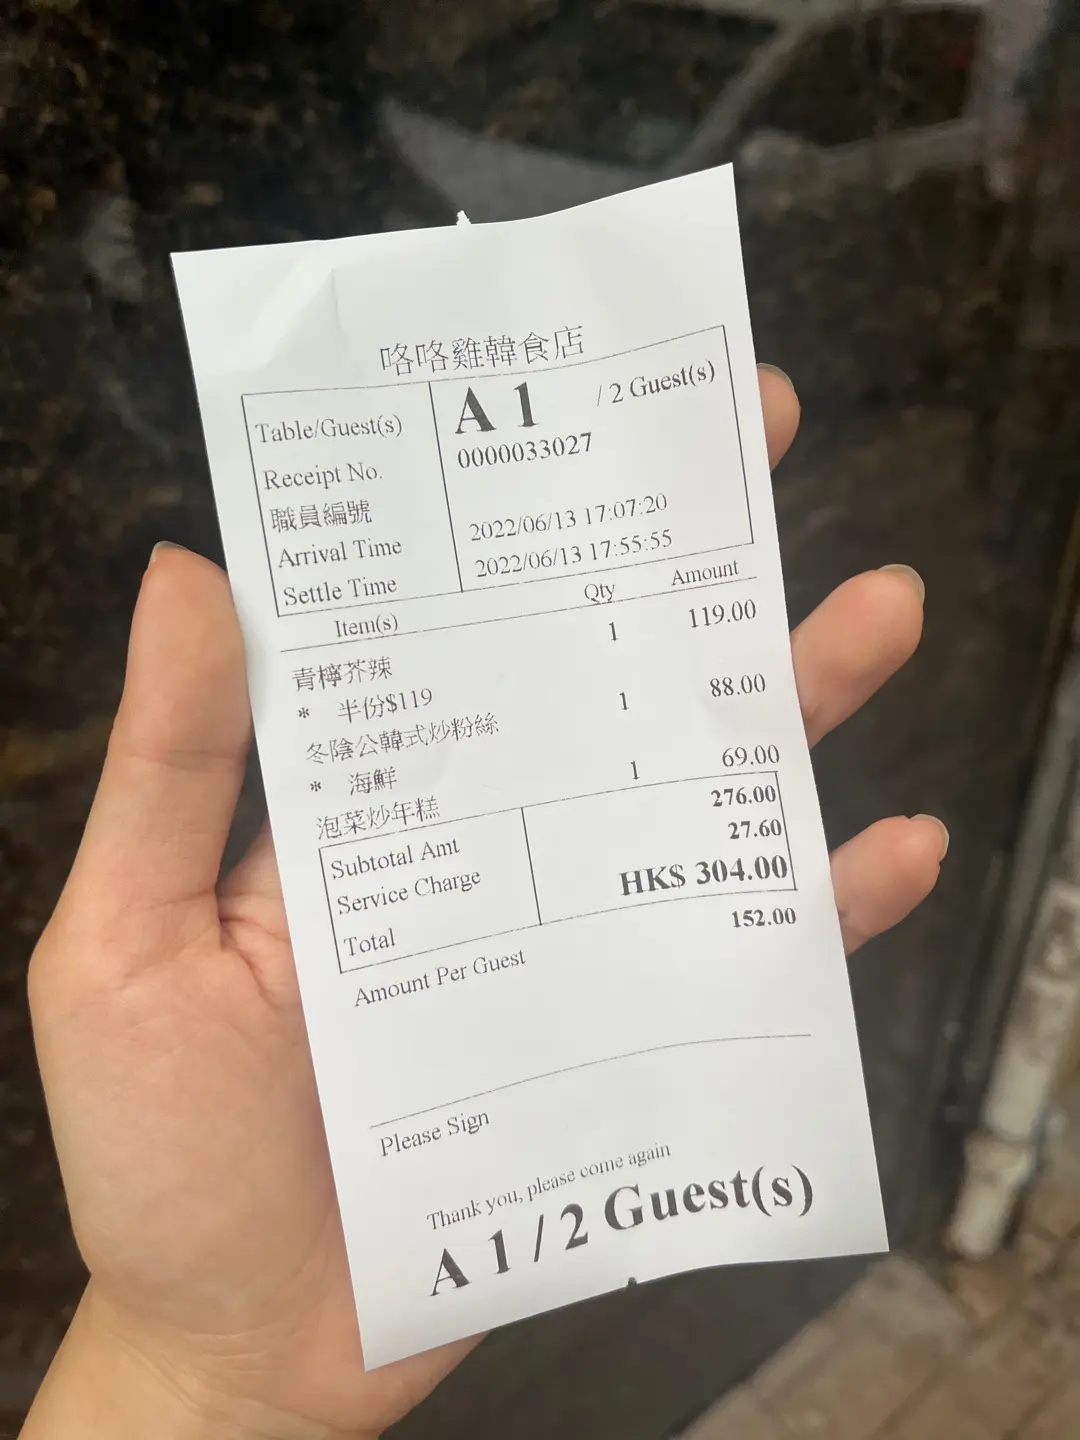 咯咯雞韓食店
Table/Guest(s) A 1 / 2 Guest(s)
Receipt No. 0000033027
職員編號
Arrival Time 2022/06/13 17:07:20
Settle Time 2022/06/13 17:55:55
Item(s) Qty Amount
青檸芥辣 1 119.00
* 半份$119
冬陰公韓式炒粉絲 1 88.00
* 海鮮
泡菜炒年糕 1 69.00
Subtotal Amt 276.00
Service Charge 27.60
Total HK$ 304.00
Amount Per Guest 152.00
Please Sign
Thank you, please come again
A 1 / 2 Guest(s)